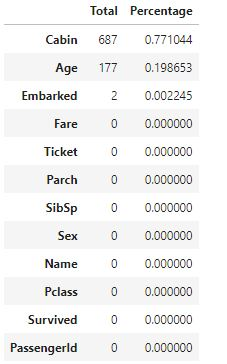 Total Percentage
Cabin 687 0.771044
Age 177 0.198653
Embarked 2 0.002245
Fare 0 0.000000
Ticket 0 0.000000
Parch 0 0.000000
SibSp 0 0.000000
Sex 0 0.000000
Name 0 0.000000
Pclass 0 0.000000
Survived 0 0.000000
PassengerId 0 0.000000